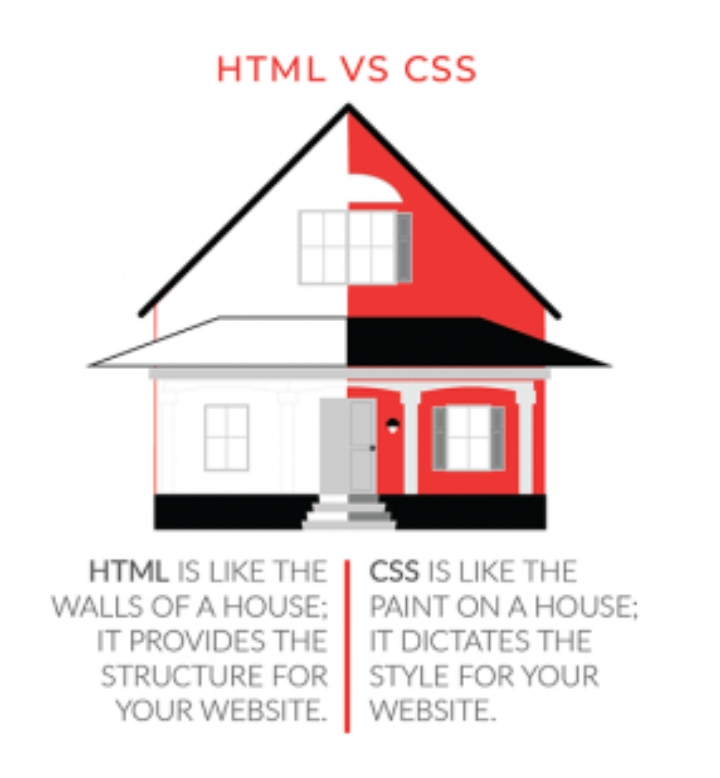 HTML VS CSS
HTML IS LIKE THE
WALLS OF A HOUSE;
IT PROVIDES THE
STRUCTURE FOR
YOUR WEBSITE.
CSS IS LIKE THE
PAINT ON A HOUSE;
IT DICTATES THE
STYLE FOR YOUR
WEBSITE.